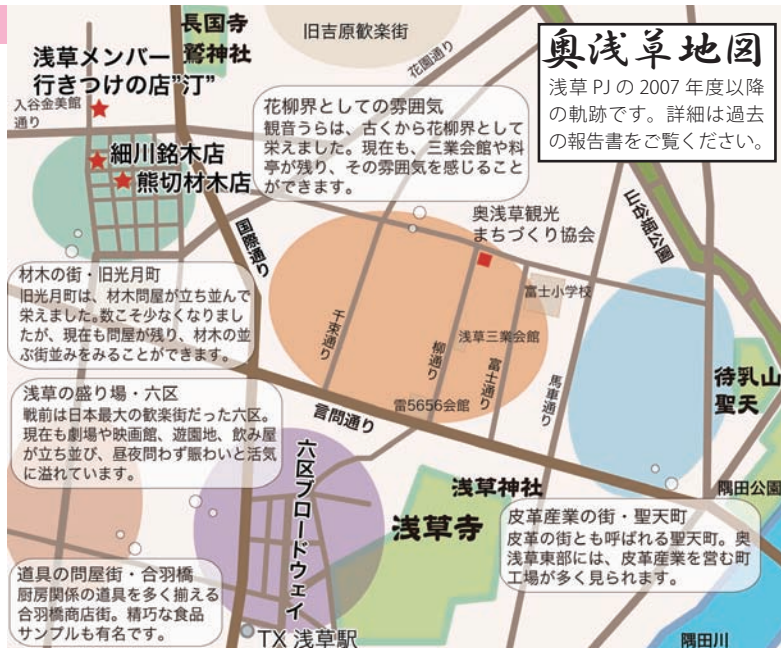 奥浅草地図
浅草 PJ の 2007 年度以降
の軌跡です。詳細は過去
の報告書をご覧ください。
長国寺
鷲神社
旧吉原歓楽街
花園通り
浅草メンバー
行きつけの店”汀”
入谷金美館
通り
細川銘木店
熊切材木店
花柳界としての雰囲気
観音うらは、古くから花柳界として
栄えました。現在も、三業会館や料
亭が残り、その雰囲気を感じること
ができます。
国際通り
奥浅草観光
まちづくり協会
山谷堀公園
富士小学校
材木の街・旧光月町
旧光月町は、材木問屋が立ち並んで
栄えました。数こそ少なくなりまし
たが、現在も問屋が残り、材木の並
ぶ街並みをみることができます。
千束通り
柳通り
浅草三業会館
富士通り
馬車通り
雷5656会館
言問通り
待乳山
聖天
浅草の盛り場・六区
戦前は日本最大の歓楽街だった六区。
現在も劇場や映画館、遊園地、飲み屋
が立ち並び、昼夜問わず賑わいと活気
に溢れています。
六区ブロードウェイ
浅草神社
浅草寺
隅田公園
皮革産業の街・聖天町
皮革の街とも呼ばれる聖天町。奥
浅草東部には、皮革産業を営む町
工場が多く見られます。
道具の問屋街・合羽橋
厨房関係の道具を多く揃える
合羽橋商店街。精巧な食品
サンプルも有名です。
TX 浅草駅
隅田川